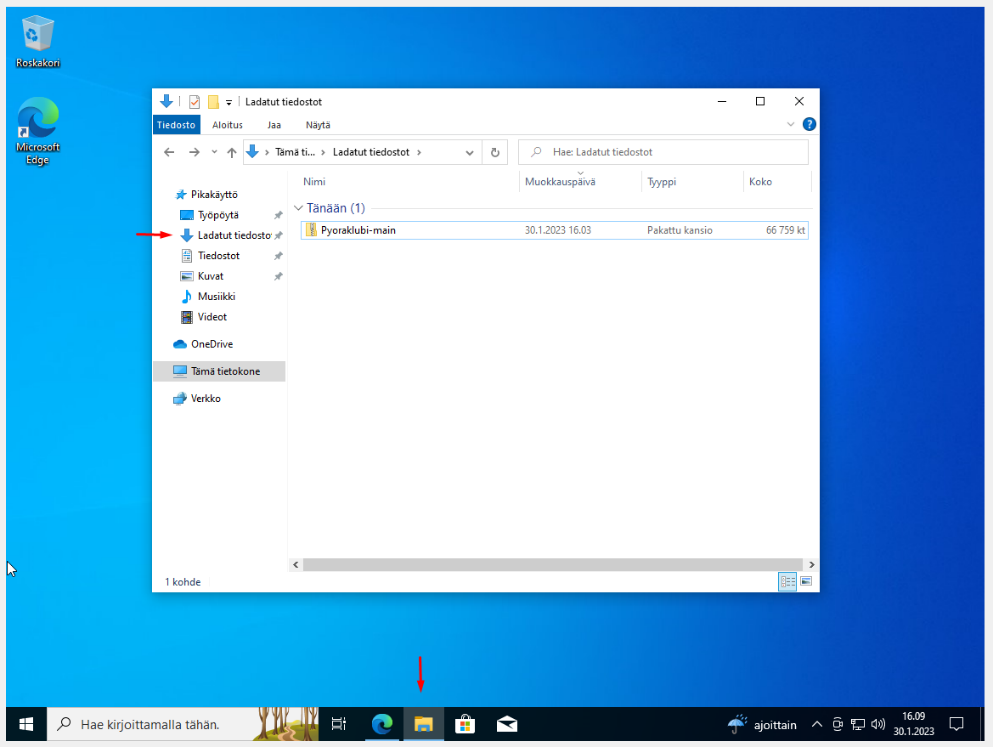 Roskakori
Microsoft
Edge
Ladatut tiedostot
Tiedosto Aloitus Jaa Näytä
Tämä ti... Ladatut tiedostot
Hae: Ladatut tiedostot
Nimi Muokkauspäivä Tyyppi Koko
Pikakäyttö
Työpöytä
Ladatut tiedosto
Tiedostot
Kuvat
Musiikki
Videot
OneDrive
Tämä tietokone
Verkko
Tänään (1)
Pyoraklubi-main 30.1.2023 16.03 Pakattu kansio 66 759 kt
1 kohde
Hae kirjoittamalla tähän.
ajoittain
16.09
30.1.2023